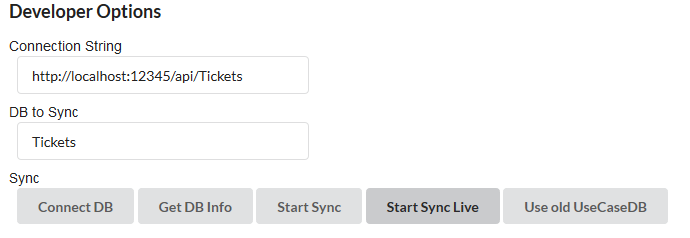 Developer Options
Connection String
http://localhost:12345/api/Tickets
DB to Sync
Tickets
Sync
Connect DB Get DB Info Start Sync Start Sync Live Use old UseCaseDB